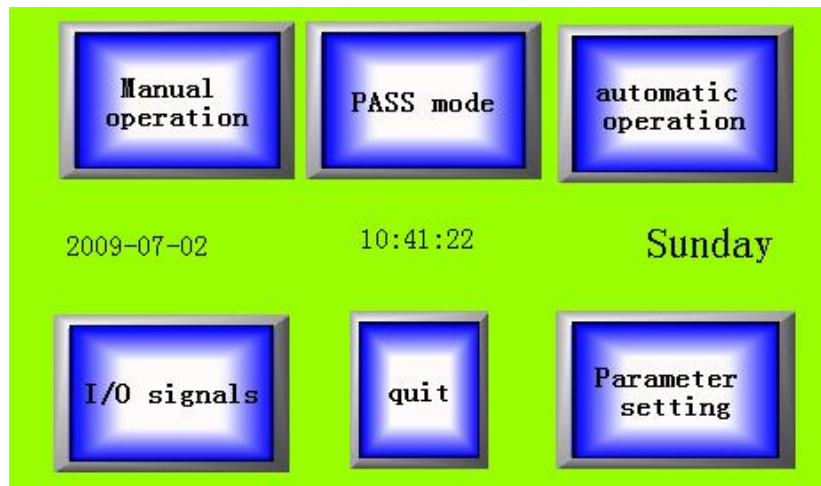 Manual
operation
PASS mode
automatic
operation
2009-07-02
10:41:22
Sunday
I/O signals
quit
Parameter
setting